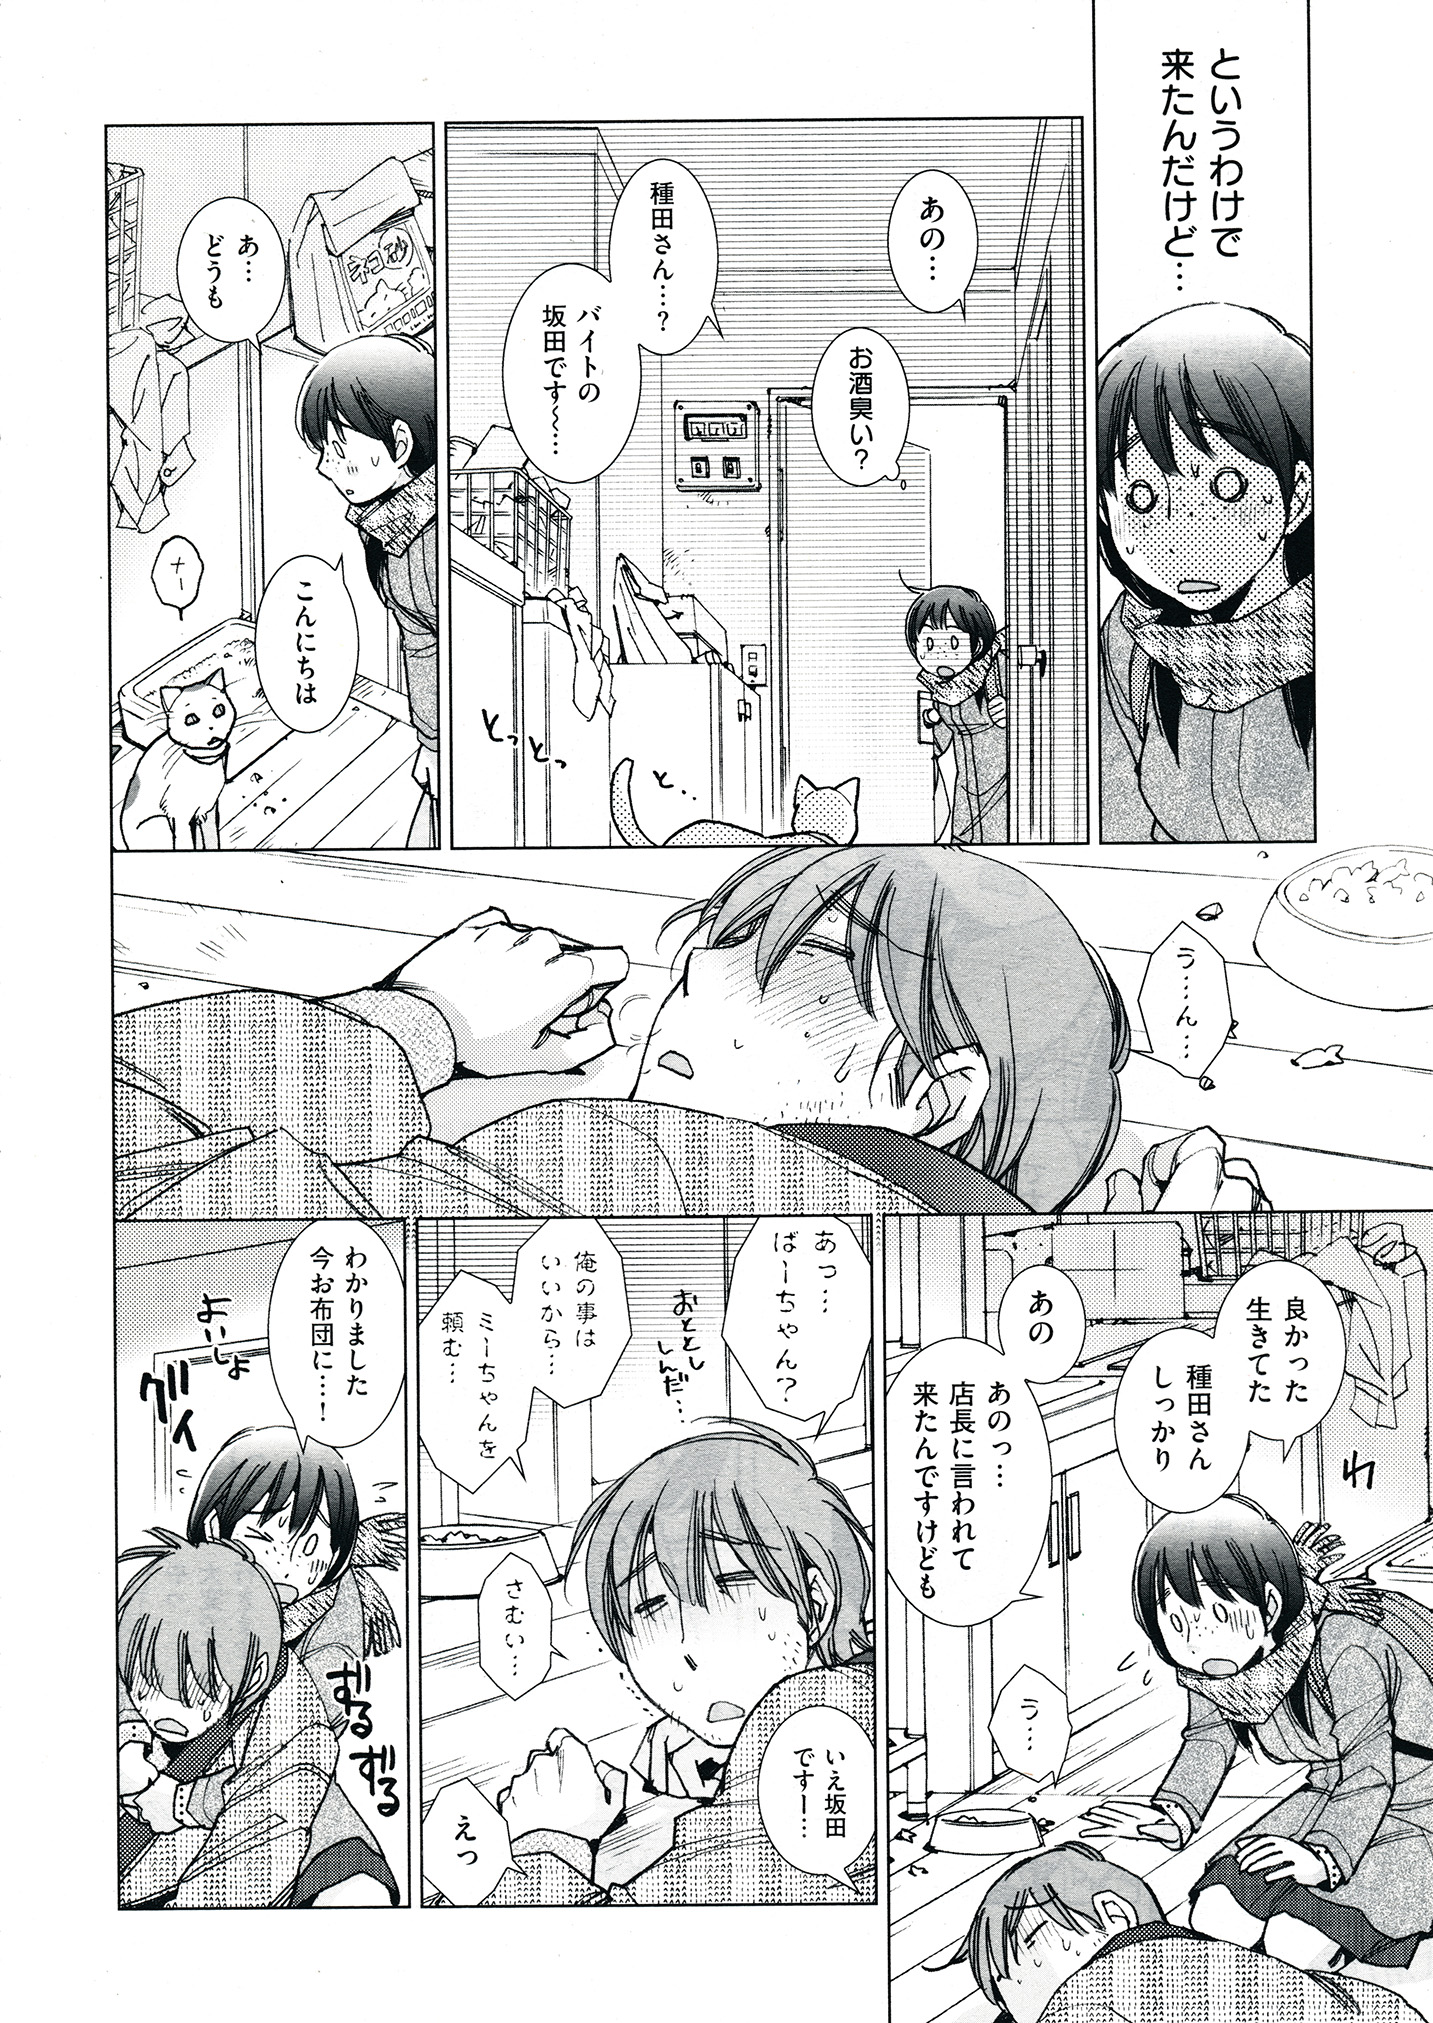 というわけで
来たんだけど…
あの…
お酒臭い?
種田さん…?
バイトの
坂田です〜…
とっとっ
と..
ネコ砂
あ…
どうも
こんにちは
ナー
う…ん…
良かった
生きてた
種田さん
しっかり
わ
あの
あのっ…
店長に言われて
来たんですけども
う…
あっ…
ばーちゃん?
おととし
しんだ…
俺の事は
いいから…
ミーちゃんを
頼む…
さむい…
いえ坂田
ですー…
えっ
わかりました
今お布団に…!
よいしょ
グイ
ずるずる